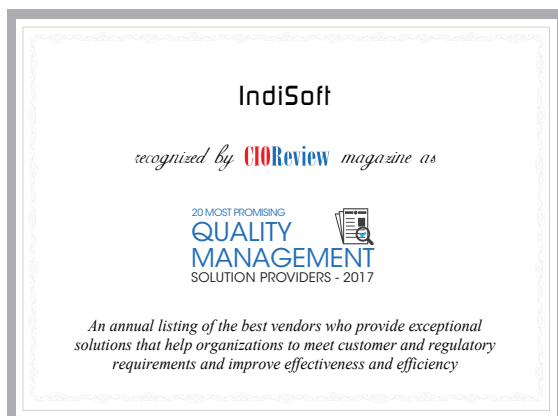 IndiSoft
recognized by CIOReview magazine as
20 MOST PROMISING
QUALITY
MANAGEMENT
SOLUTION PROVIDERS - 2017
An annual listing of the best vendors who provide exceptional
solutions that help organizations to meet customer and regulatory
requirements and improve effectiveness and efficiency